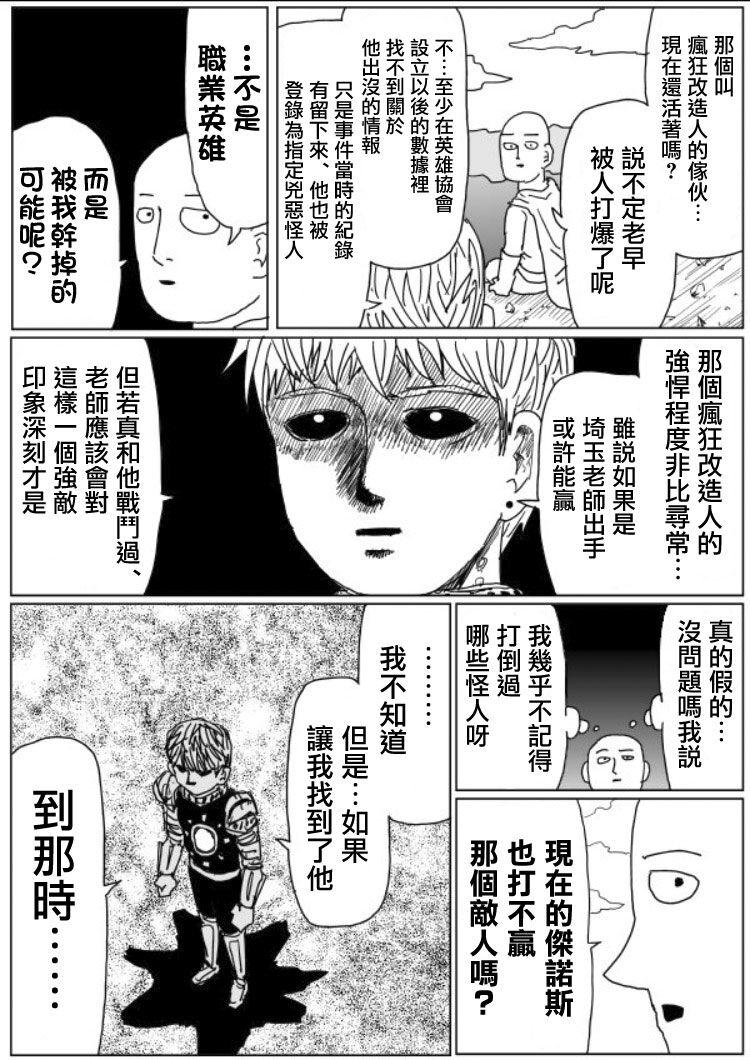 那個叫
瘋狂改造人的傢伙…
現在還活著嗎?
說不定老早
被人打爆了呢
不…至少在英雄協會
設立以後的數據裡
找不到關於
他出沒的情報
只是事件當時的紀錄
有留下來、他也被
登錄為指定兇惡怪人
…不是
職業英雄
而是
被我幹掉的
可能呢?
那個瘋狂改造人的
強悍程度非比尋常…
雖說如果是
埼玉老師出手
或許能贏
但若真和他戰鬥過、
老師應該會對
這樣一個強敵
印象深刻才是
真的假的…
沒問題嗎我說
我幾乎不記得
打倒過
哪些怪人呀
現在的傑諾斯
也打不贏
那個敵人嗎?
………
我不知道
但是…如果
讓我找到了他
到那時……